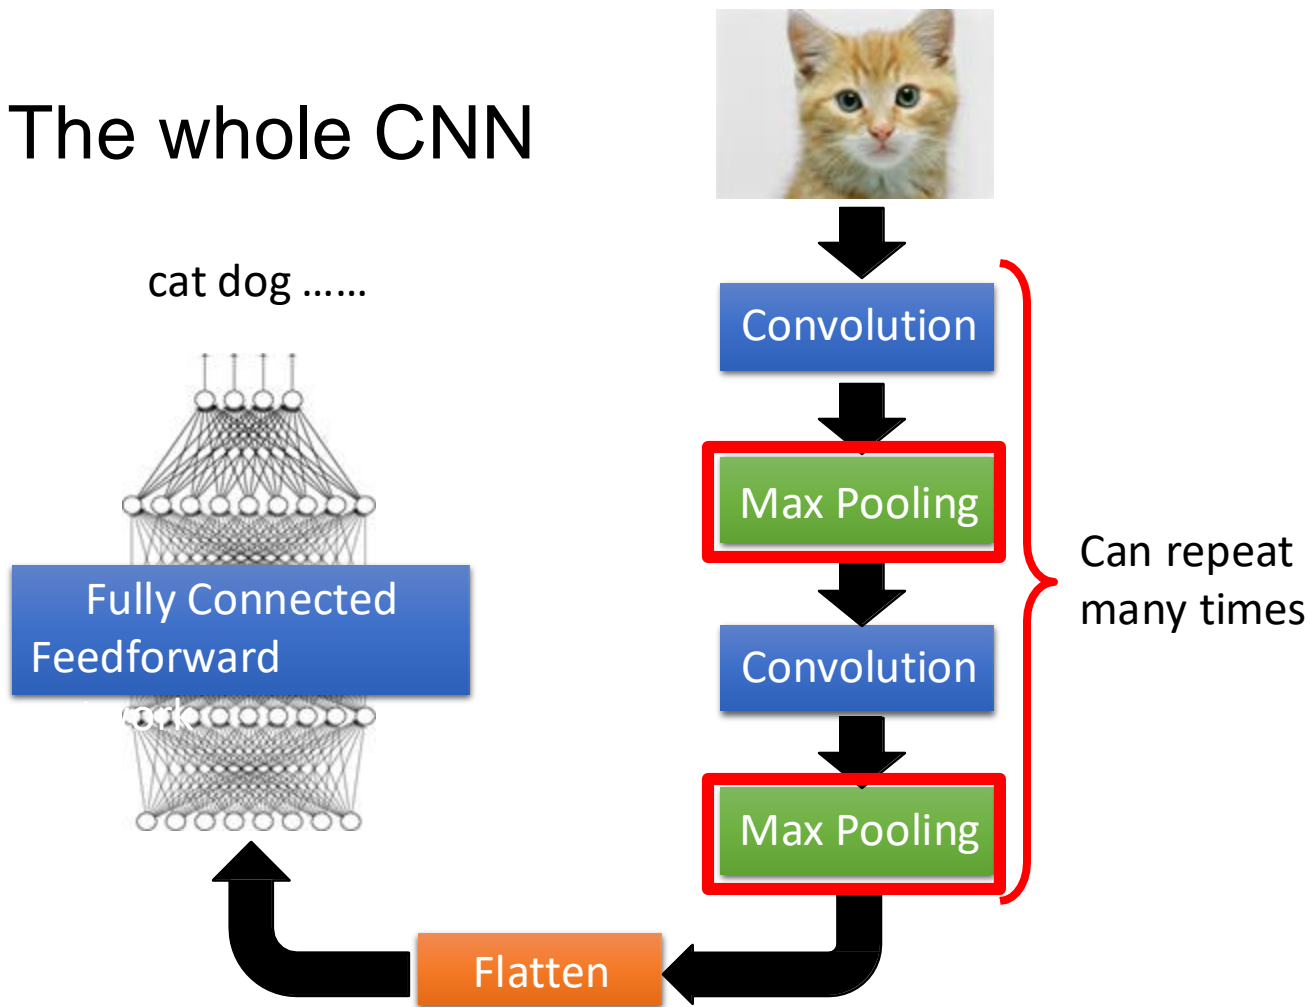 The whole CNN
cat dog ……
Convolution
Max Pooling
Convolution
Max Pooling
Can repeat
many times
Flatten
Fully Connected
Feedforward